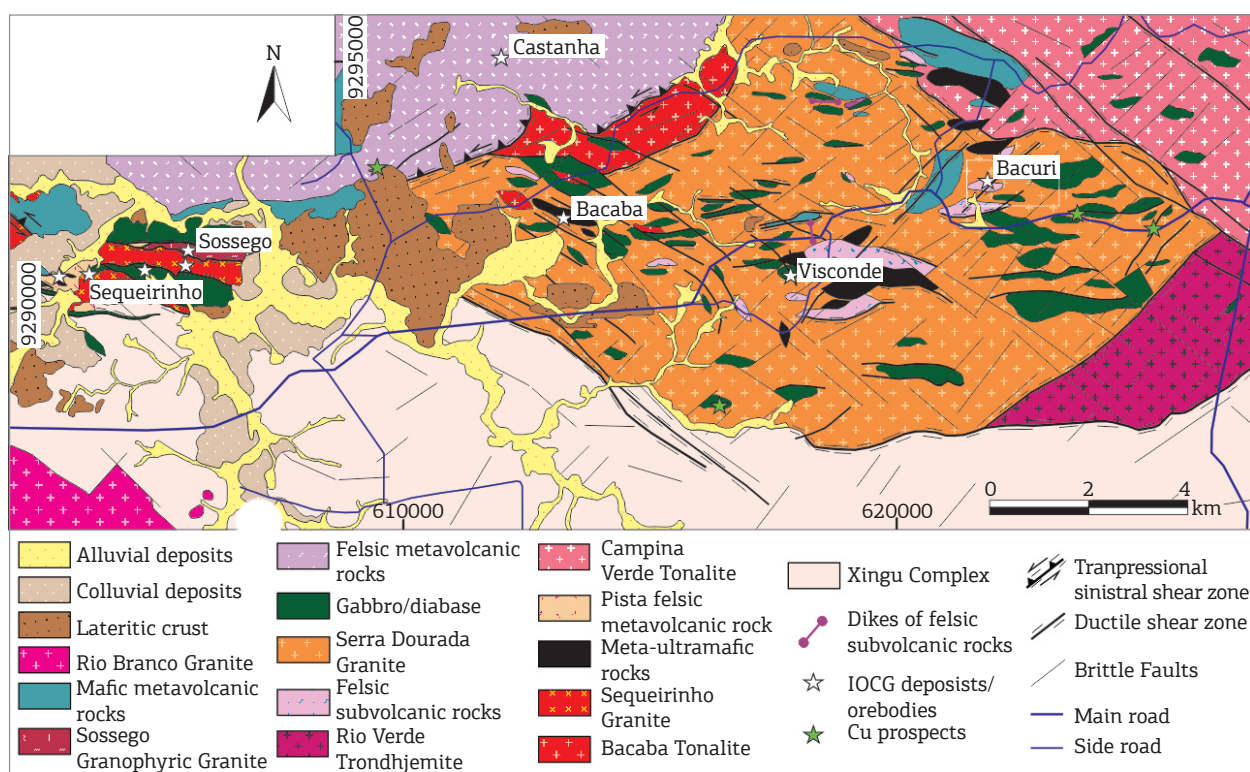 N
9295000
9290000
Castanha
Bacuri
Bacaba
Sossego
Visconde
Sequeirinho
0 2 4
km
610000
620000
Alluvial deposits
Colluvial deposits
Lateritic crust
Rio Branco Granite
Mafic metavolcanic
rocks
Sossego
Granophyric Granite
Felsic metavolcanic
rocks
Gabbro/diabase
Serra Dourada
Granite
Felsic
subvolcanic rocks
Rio Verde
Trondhjemite
Campina
Verde Tonalite
Pista felsic
metavolcanic rock
Meta-ultramafic
rocks
Sequeirinho
Granite
Bacaba Tonalite
Xingu Complex
Dikes of felsic
subvolcanic rocks
IOCG deposists/
orebodies
Cu prospects
Tranpressional
sinistral shear zone
Ductile shear zone
Brittle Faults
Main road
Side road